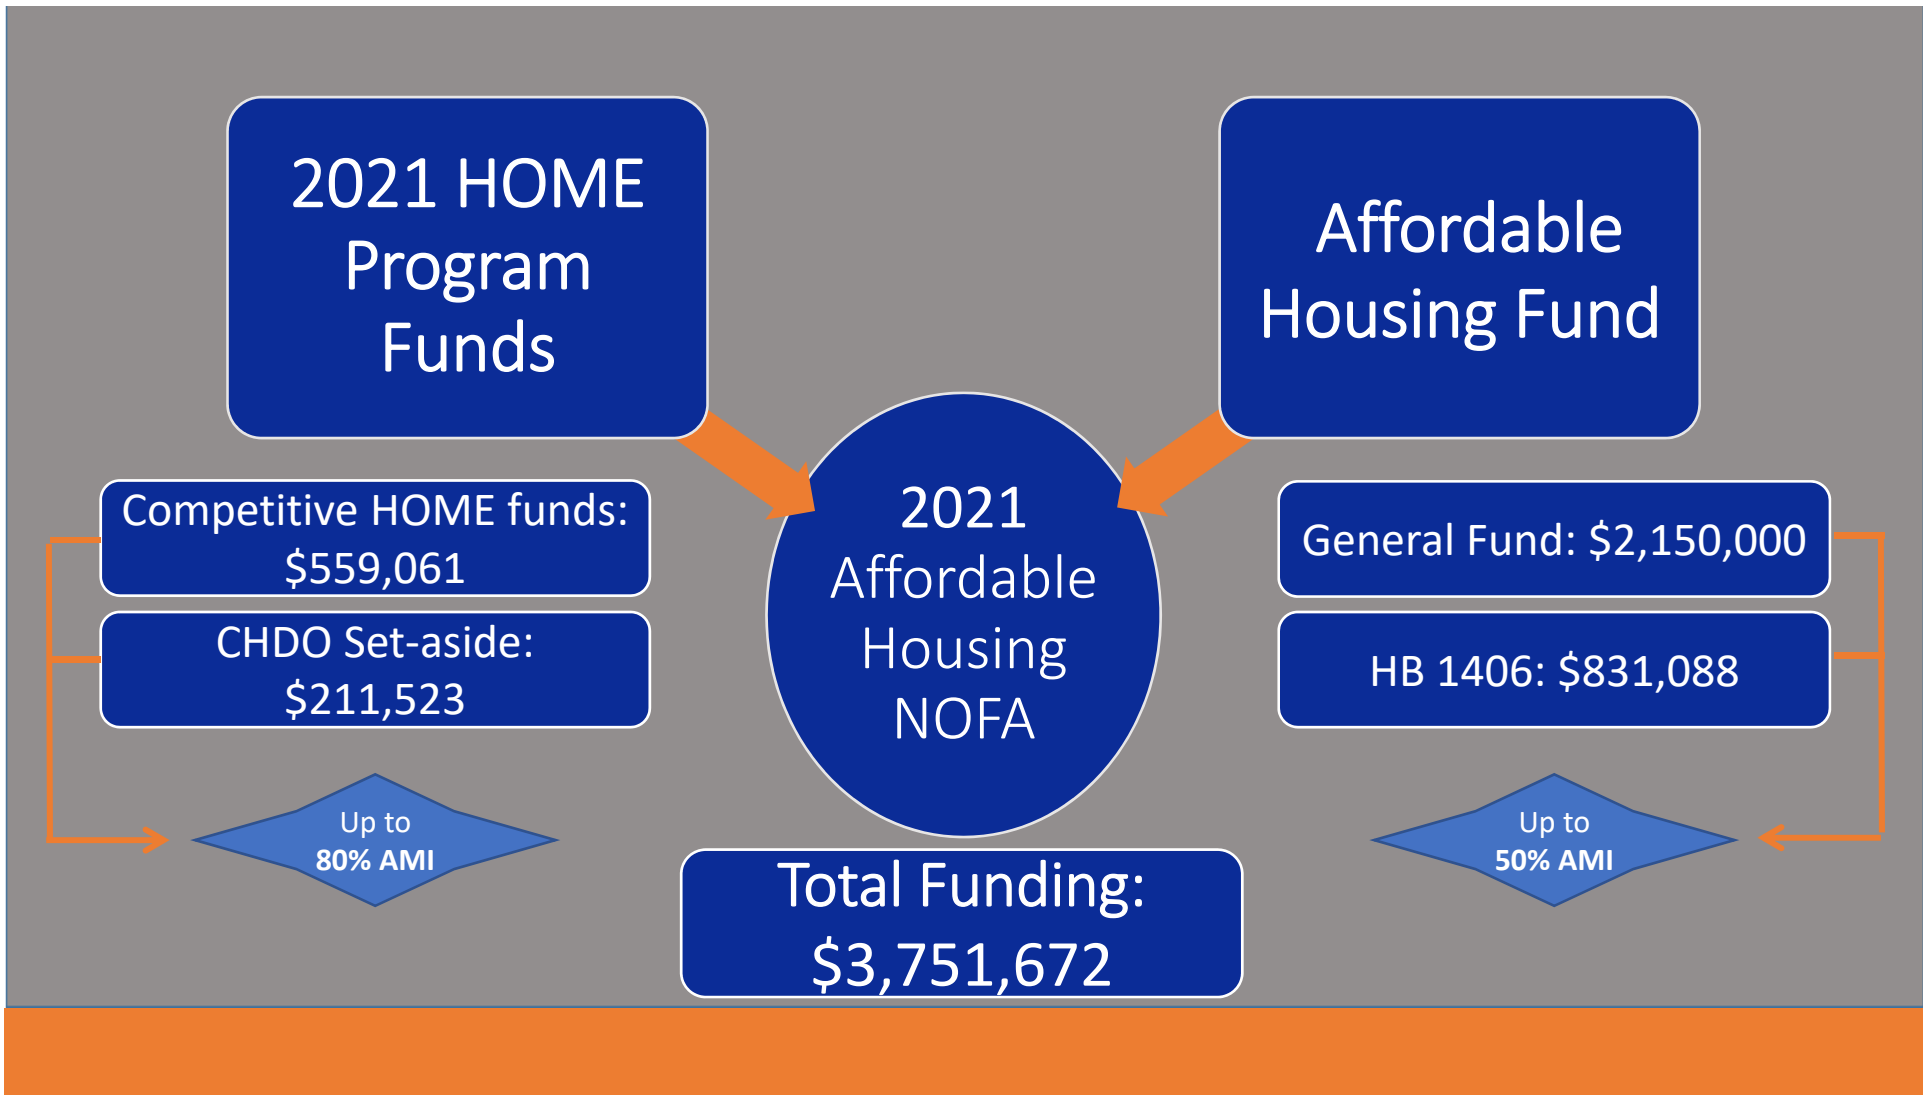 2021 HOME
Program
Funds
Affordable
Housing Fund
Competitive HOME funds:
$559,061
CHDO Set-aside:
$211,523
Up to
80% AMI
2021
Affordable
Housing
NOFA
General Fund: $2,150,000
HB 1406: $831,088
Up to
50% AMI
Total Funding:
$3,751,672